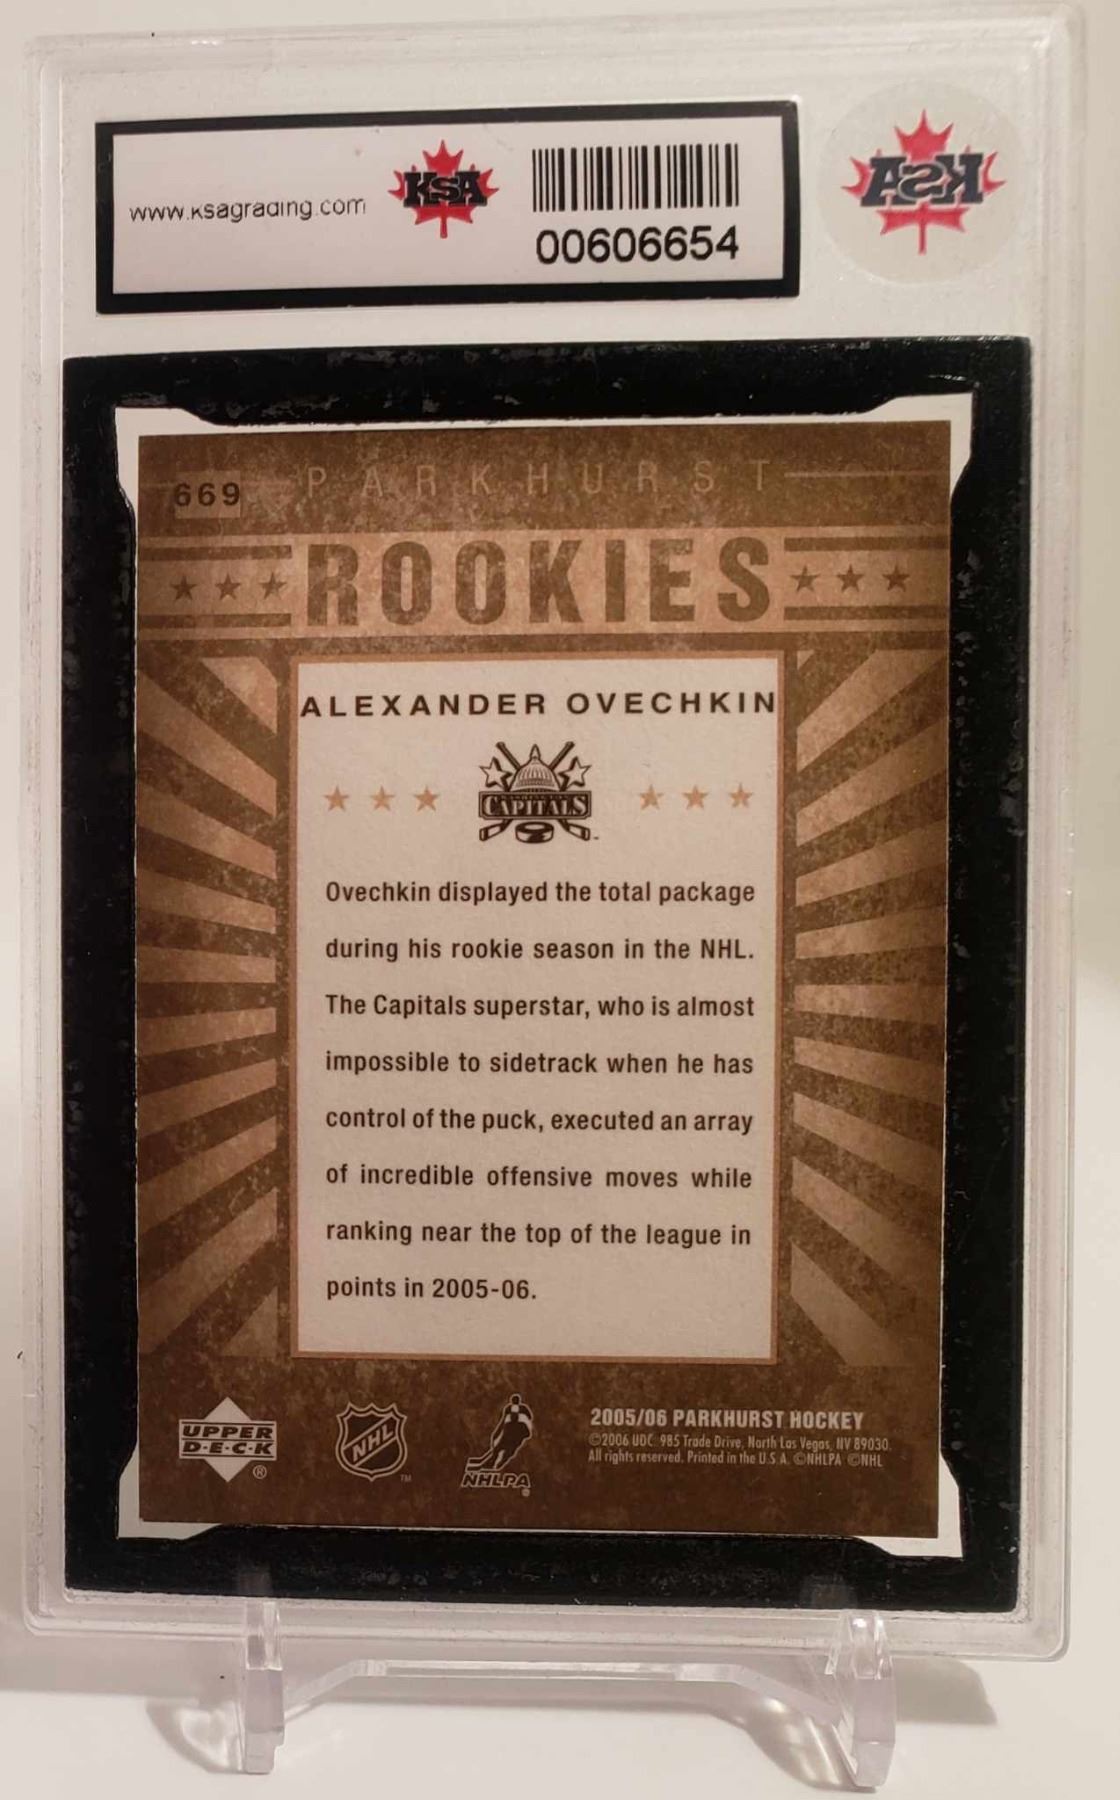 www.ksagrading.com
KSA
00606654
KSA
669
PARKHURST
ROOKIES
ALEXANDER OVECHKIN
CAPITALS
Ovechkin displayed the total package
during his rookie season in the NHL.
The Capitals superstar, who is almost
impossible to sidetrack when he has
control of the puck, executed an array
of incredible offensive moves while
ranking near the top of the league in
points in 2005-06.
UPPER
D·E·C·K
®
NHL
TM
NHLPA
®
2005/06 PARKHURST HOCKEY
©2006 UDC. 985 Trade Drive, North Las Vegas, NV 89030.
All rights reserved. Printed in the U.S.A. ©NHLPA ©NHL